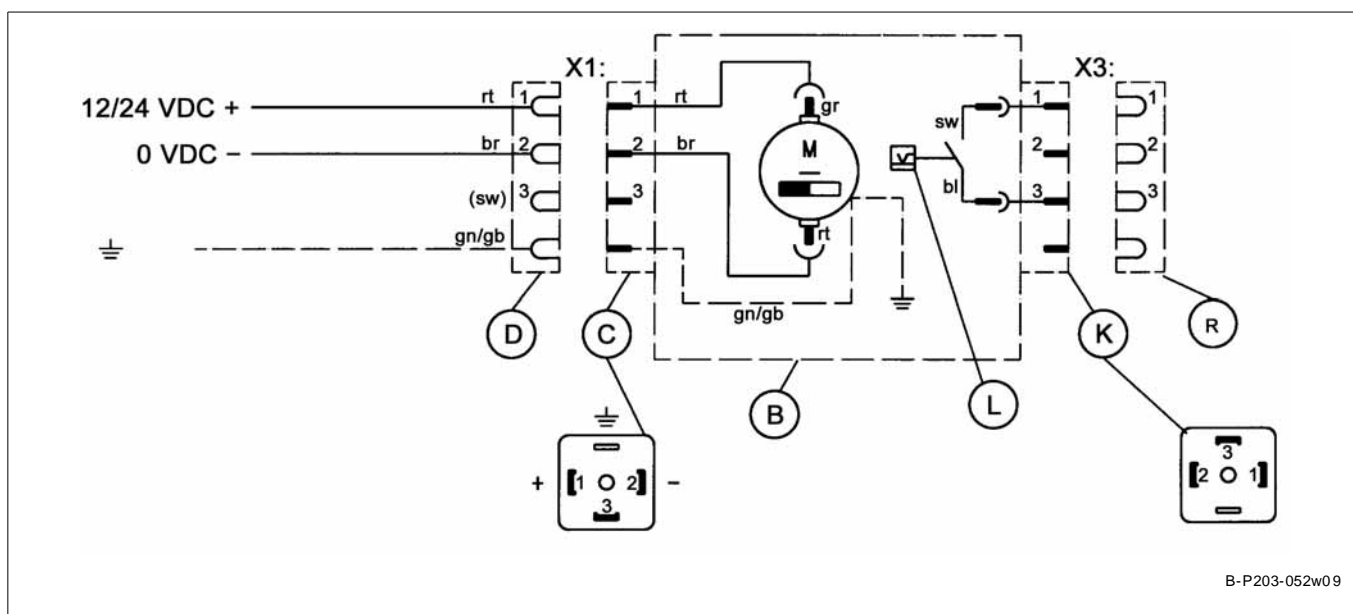 X1:
X3:
12/24 VDC +
rt
1
1
rt
gr
1
1
0 VDC -
br
2
2
br
M
sw
2
2
(sw)
3
3
bl
3
3
gn/gb
rt
gn/gb
D
C
B
L
K
R
+
1
2
-
3
3
2
1
B-P203-052w09